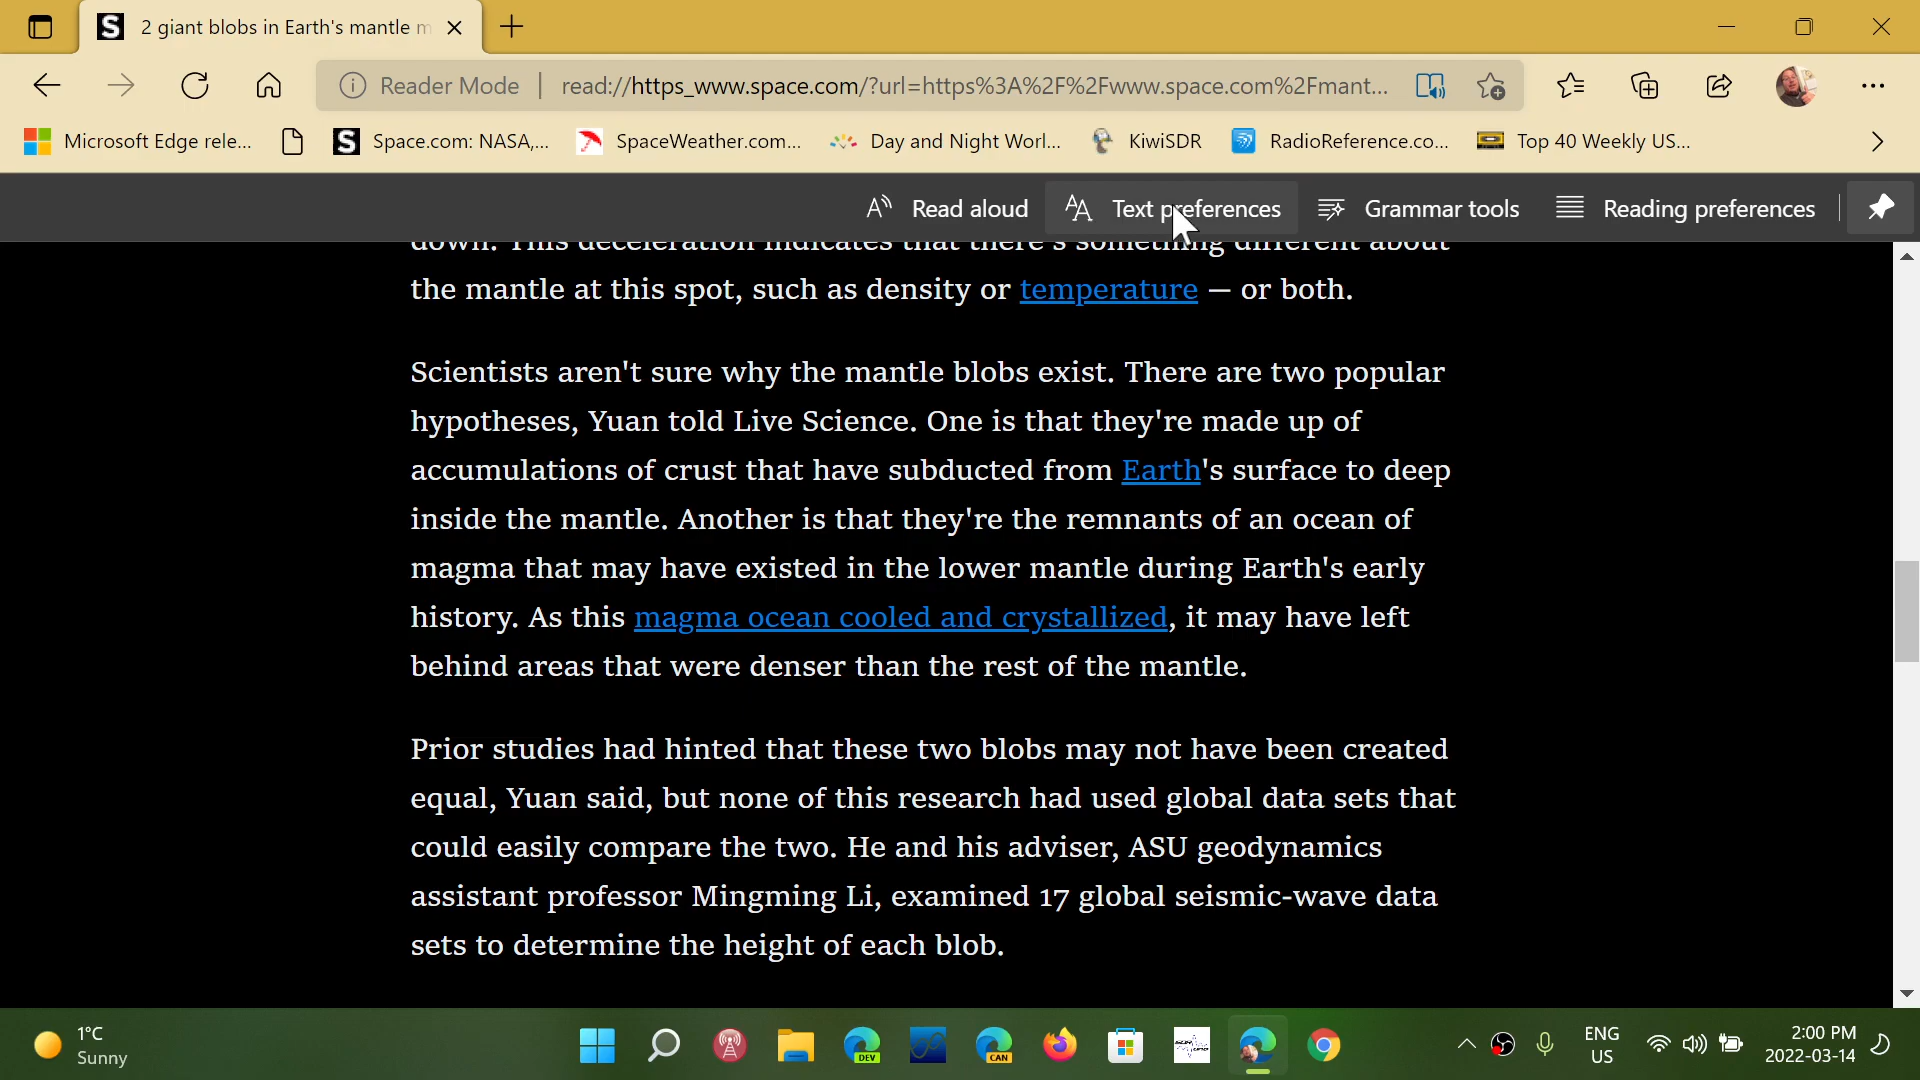 2 giant blobs in Earth's mantle m
Reader Mode
read://https_www.space.com/?url=https%3A%2F%2Fwww.space.com%2Fmant...
Microsoft Edge rele...
Space.com: NASA,...
SpaceWeather.com...
Day and Night Worl...
KiwiSDR
RadioReference.co...
Top 40 Weekly US...
Read aloud
Text preferences
Grammar tools
Reading preferences
down. This deceleration indicates that there's something different about
the mantle at this spot, such as density or temperature — or both.
Scientists aren't sure why the mantle blobs exist. There are two popular
hypotheses, Yuan told Live Science. One is that they're made up of
accumulations of crust that have subducted from Earth's surface to deep
inside the mantle. Another is that they're the remnants of an ocean of
magma that may have existed in the lower mantle during Earth's early
history. As this magma ocean cooled and crystallized, it may have left
behind areas that were denser than the rest of the mantle.
Prior studies had hinted that these two blobs may not have been created
equal, Yuan said, but none of this research had used global data sets that
could easily compare the two. He and his adviser, ASU geodynamics
assistant professor Mingming Li, examined 17 global seismic-wave data
sets to determine the height of each blob.
1°C
Sunny
DEV
CAN
ENG
US
2:00 PM
2022-03-14